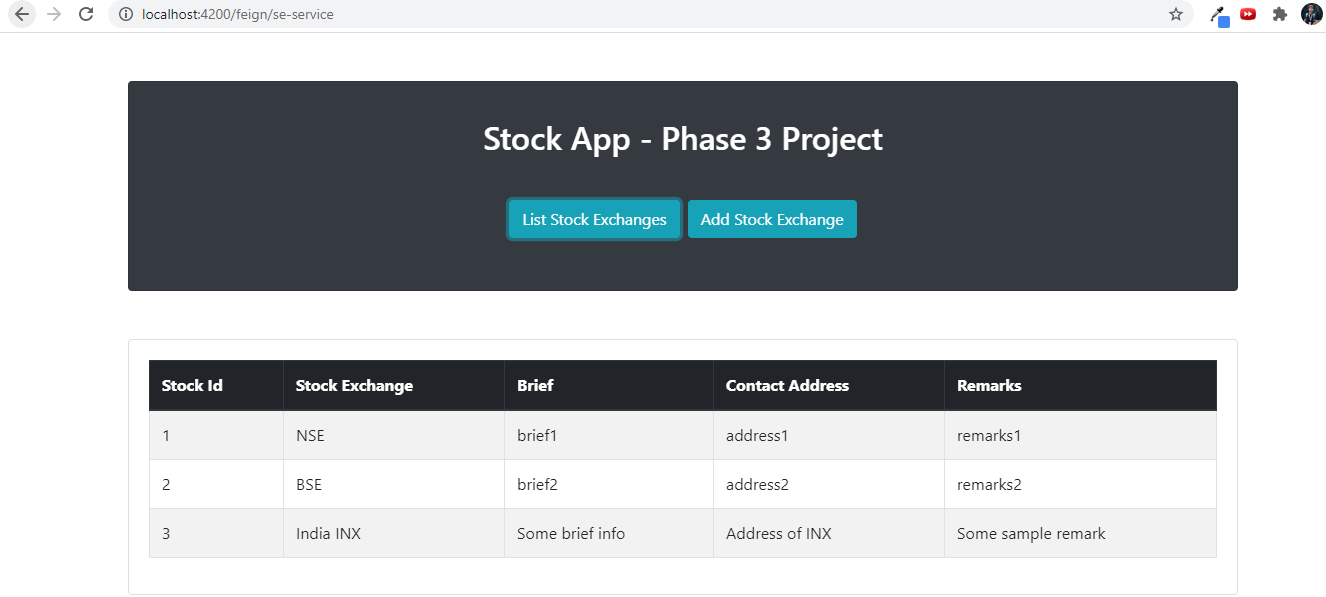 localhost:4200/feign/se-service
Stock App - Phase 3 Project
List Stock Exchanges Add Stock Exchange
Stock Id Stock Exchange Brief Contact Address Remarks
1 NSE brief1 address1 remarks1
2 BSE brief2 address2 remarks2
3 India INX Some brief info Address of INX Some sample remark